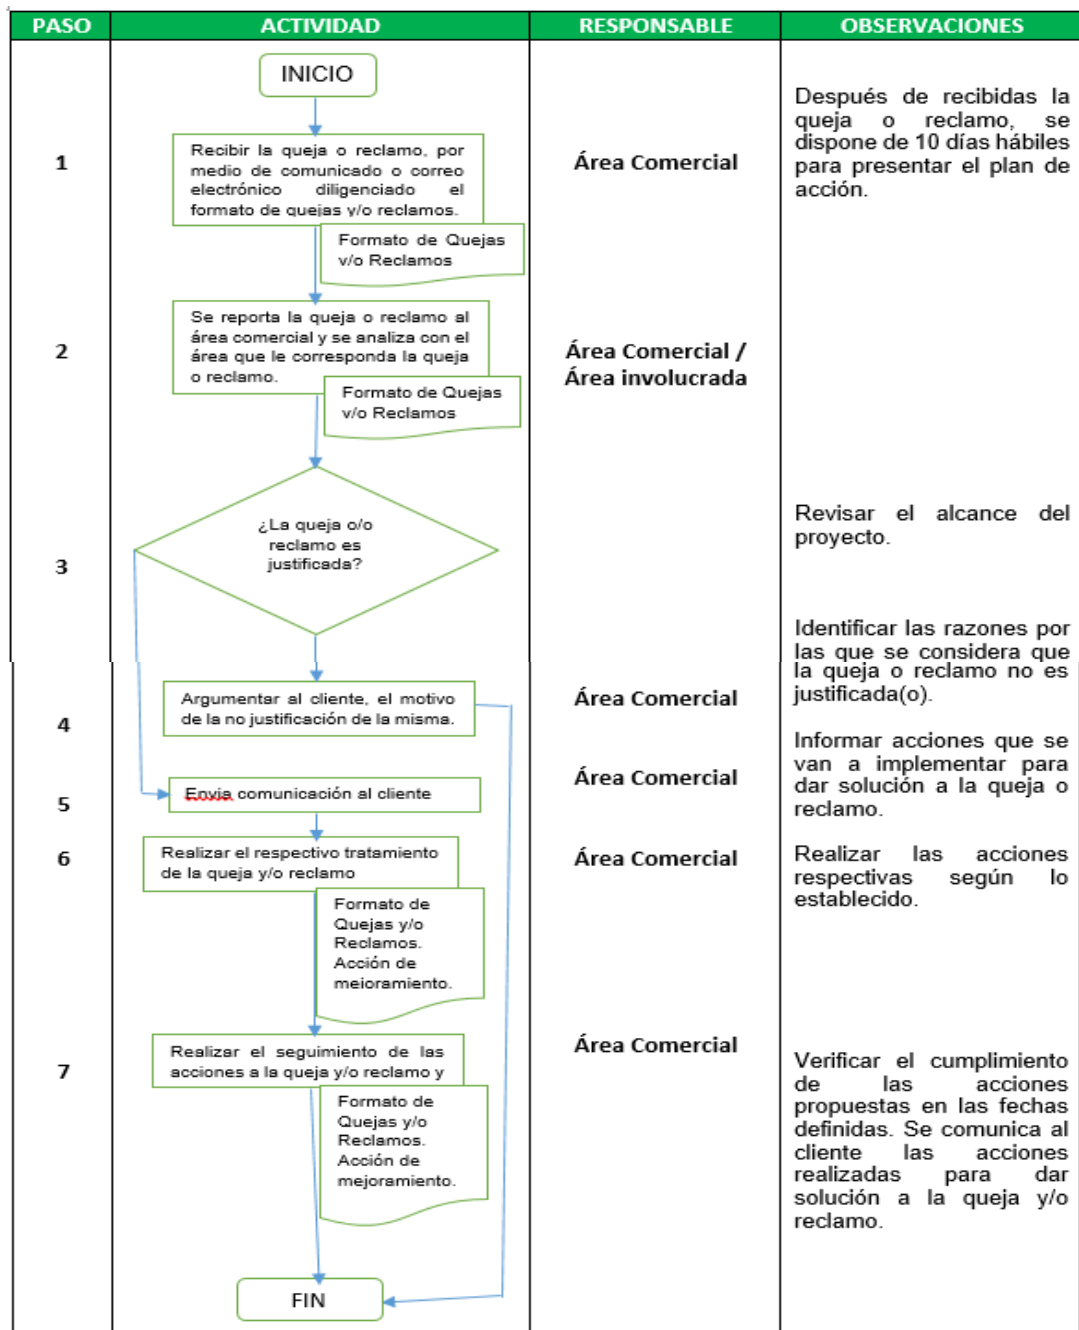 PASO ACTIVIDAD RESPONSABLE OBSERVACIONES
INICIO
1
Recibir la queja o reclamo, por
medio de comunicado o correo
electrónico diligenciado el
formato de quejas y/o reclamos.
Formato de Quejas
v/o Reclamos
Área Comercial
Después de recibidas la
queja o reclamo, se
dispone de 10 días hábiles
para presentar el plan de
acción.
2
Se reporta la queja o reclamo al
área comercial y se analiza con el
área que le corresponda la queja
o reclamo.
Formato de Quejas
v/o Reclamos
Área Comercial /
Área involucrada
3
¿La queja o/o
reclamo es
justificada?
Revisar el alcance del
proyecto.
Identificar las razones por
las que se considera que
la queja o reclamo no es
justificada(o).
4
Argumentar al cliente, el motivo
de la no justificación de la misma.
Área Comercial
5
Envia comunicación al cliente
Área Comercial
Informar acciones que se
van a implementar para
dar solución a la queja o
reclamo.
6
Realizar el respectivo tratamiento
de la queja y/o reclamo
Formato de
Quejas y/o
Reclamos.
Acción de
mejoramiento.
Área Comercial
Realizar las acciones
respectivas según lo
establecido.
7
Realizar el seguimiento de las
acciones a la queja y/o reclamo y
Formato de
Quejas y/o
Reclamos.
Acción de
mejoramiento.
Área Comercial
Verificar el cumplimiento
de las acciones
propuestas en las fechas
definidas. Se comunica al
cliente las acciones
realizadas para dar
solución a la queja y/o
reclamo.
FIN